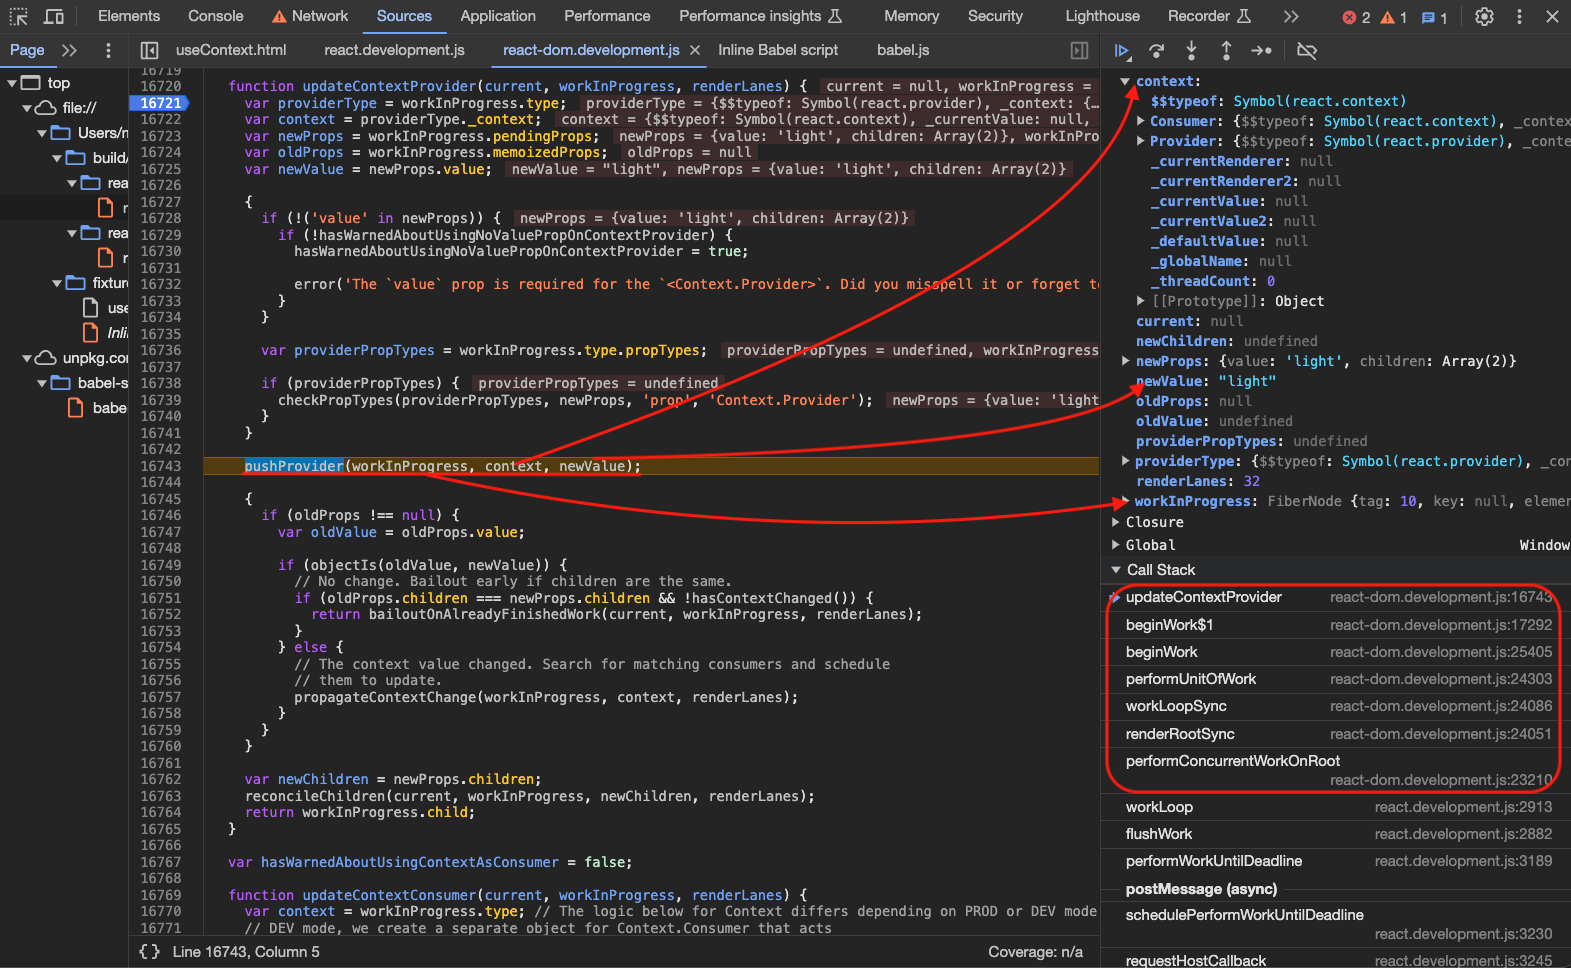 Elements Console Network Sources Application Performance Performance insights Memory Security Lighthouse Recorder 2 1 1
Page useContext.html react.development.js react-dom.development.js Inline Babel script babel.js
top
file://
Users/n
build/
rea
r
rea
r
fixture
use
Inli
unpkg.cor
babel-s
babe
16719
16720 function updateContextProvider(current, workInProgress, renderLanes) { current = null, workInProgress =
16721 var providerType = workInProgress.type; providerType = {$$typeof: Symbol(react.provider), _context: {…
16722 var context = providerType._context; context = {$$typeof: Symbol(react.context), _currentValue: null,
16723 var newProps = workInProgress.pendingProps; newProps = {value: 'light', children: Array(2)}, workInPro
16724 var oldProps = workInProgress.memoizedProps; oldProps = null
16725 var newValue = newProps.value; newValue = "light", newProps = {value: 'light', children: Array(2)}
16726
16727 {
16728 if (!('value' in newProps)) { newProps = {value: 'light', children: Array(2)}
16729 if (!hasWarnedAboutUsingNoValuePropOnContextProvider) {
16730 hasWarnedAboutUsingNoValuePropOnContextProvider = true;
16731
16732 error('The `value` prop is required for the `<Context.Provider>`. Did you misspell it or forget to
16733 }
16734 }
16735
16736 var providerPropTypes = workInProgress.type.propTypes; providerPropTypes = undefined, workInProgress
16737
16738 if (providerPropTypes) { providerPropTypes = undefined
16739 checkPropTypes(providerPropTypes, newProps, 'prop', 'Context.Provider'); newProps = {value: 'light
16740 }
16741 }
16742
16743 pushProvider(workInProgress, context, newValue);
16744
16745 {
16746 if (oldProps !== null) {
16747 var oldValue = oldProps.value;
16748
16749 if (objectIs(oldValue, newValue)) {
16750 // No change. Bailout early if children are the same.
16751 if (oldProps.children === newProps.children && !hasContextChanged()) {
16752 return bailoutOnAlreadyFinishedWork(current, workInProgress, renderLanes);
16753 }
16754 } else {
16755 // The context value changed. Search for matching consumers and schedule
16756 // them to update.
16757 propagateContextChange(workInProgress, context, renderLanes);
16758 }
16759 }
16760 }
16761
16762 var newChildren = newProps.children;
16763 reconcileChildren(current, workInProgress, newChildren, renderLanes);
16764 return workInProgress.child;
16765 }
16766
16767 var hasWarnedAboutUsingContextAsConsumer = false;
16768
16769 function updateContextConsumer(current, workInProgress, renderLanes) {
16770 var context = workInProgress.type; // The logic below for Context differs depending on PROD or DEV mode
16771 // DEV mode, we create a separate object for Context.Consumer that acts
{} Line 16743, Column 5 Coverage: n/a
context:
$$typeof: Symbol(react.context)
Consumer: {$$typeof: Symbol(react.context), _contex
Provider: {$$typeof: Symbol(react.provider), _conte
_currentRenderer: null
_currentRenderer2: null
_currentValue: null
_currentValue2: null
_defaultValue: null
_globalName: null
_threadCount: 0
[[Prototype]]: Object
current: null
newChildren: undefined
newProps: {value: 'light', children: Array(2)}
newValue: "light"
oldProps: null
oldValue: undefined
providerPropTypes: undefined
providerType: {$$typeof: Symbol(react.provider), _con
renderLanes: 32
workInProgress: FiberNode {tag: 10, key: null, elemen
Closure
Global Window
Call Stack
updateContextProvider react-dom.development.js:16743
beginWork$1 react-dom.development.js:17292
beginWork react-dom.development.js:25405
performUnitOfWork react-dom.development.js:24303
workLoopSync react-dom.development.js:24086
renderRootSync react-dom.development.js:24051
performConcurrentWorkOnRoot
react-dom.development.js:23210
workLoop react.development.js:2913
flushWork react.development.js:2882
performWorkUntilDeadline react.development.js:3189
postMessage (async)
schedulePerformWorkUntilDeadline
react.development.js:3230
requestHostCallback react.development.js:3245